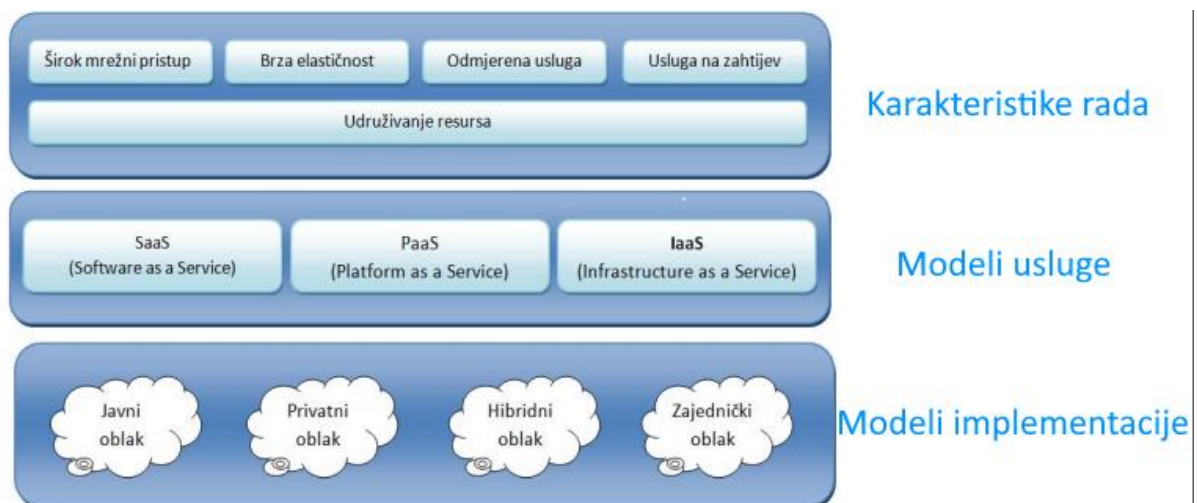 Širok mrežni pristup
Brza elastičnost
Odmjerena usluga
Usluga na zahtijev
Udruživanje resursa
Karakteristike rada
SaaS
(Software as a Service)
PaaS
(Platform as a Service)
IaaS
(Infrastructure as a Service)
Modeli usluge
Javni
oblak
Privatni
oblak
Hibridni
oblak
Zajednički
oblak
Modeli implementacije